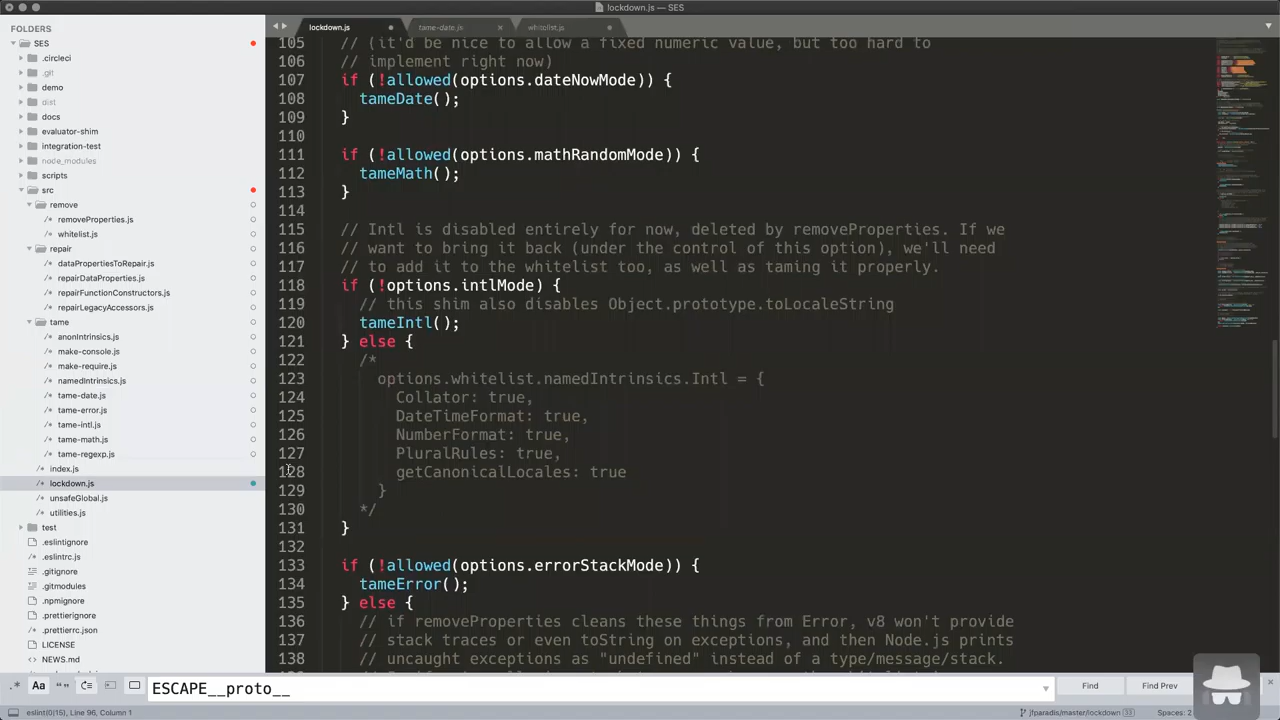 lockdown.js — SES
FOLDERS
SES
.circleci
.git
demo
dist
docs
evaluator-shim
integration-test
node_modules
scripts
src
remove
removeProperties.js
whitelist.js
repair
dataPropertiesToRepair.js
repairDataProperties.js
repairFunctionConstructors.js
repairLegacyAccessors.js
tame
anonIntrinsics.js
make-console.js
make-require.js
namedIntrinsics.js
tame-date.js
tame-error.js
tame-intl.js
tame-math.js
tame-regexp.js
index.js
lockdown.js
unsafeGlobal.js
utilities.js
test
.eslintignore
.eslintrc.js
.gitignore
.gitmodules
.npmignore
.prettierignore
.prettierrc.json
LICENSE
NEWS.md
lockdown.js
tame-date.js
whitelist.js
105 // (it'd be nice to allow a fixed numeric value, but too hard to
106 // implement right now)
107 if (!allowed(options.dateNowMode)) {
108 tameDate();
109 }
110
111 if (!allowed(options.mathRandomMode)) {
112 tameMath();
113 }
114
115 // Intl is disabled entirely for now, deleted by removeProperties. If we
116 // want to bring it back (under the control of this option), we'll need
117 // to add it to the whitelist too, as well as taming it properly.
118 if (!options.intlMode) {
119 // this shim also disables Object.prototype.toLocaleString
120 tameIntl();
121 } else {
122 /*
123 options.whitelist.namedIntrinsics.Intl = {
124 Collator: true,
125 DateTimeFormat: true,
126 NumberFormat: true,
127 PluralRules: true,
128 getCanonicalLocales: true
129 }
130 */
131 }
132
133 if (!allowed(options.errorStackMode)) {
134 tameError();
135 } else {
136 // if removeProperties cleans these things from Error, v8 won't provide
137 // stack traces or even toString on exceptions, and then Node.js prints
138 // uncaught exceptions as "undefined" instead of a type/message/stack.
.* Aa “” ESCAPE__proto__ Find Find Prev
eslint(0|15), Line 96, Column 1
jfparadis/master/lockdown 33
Spaces: 2